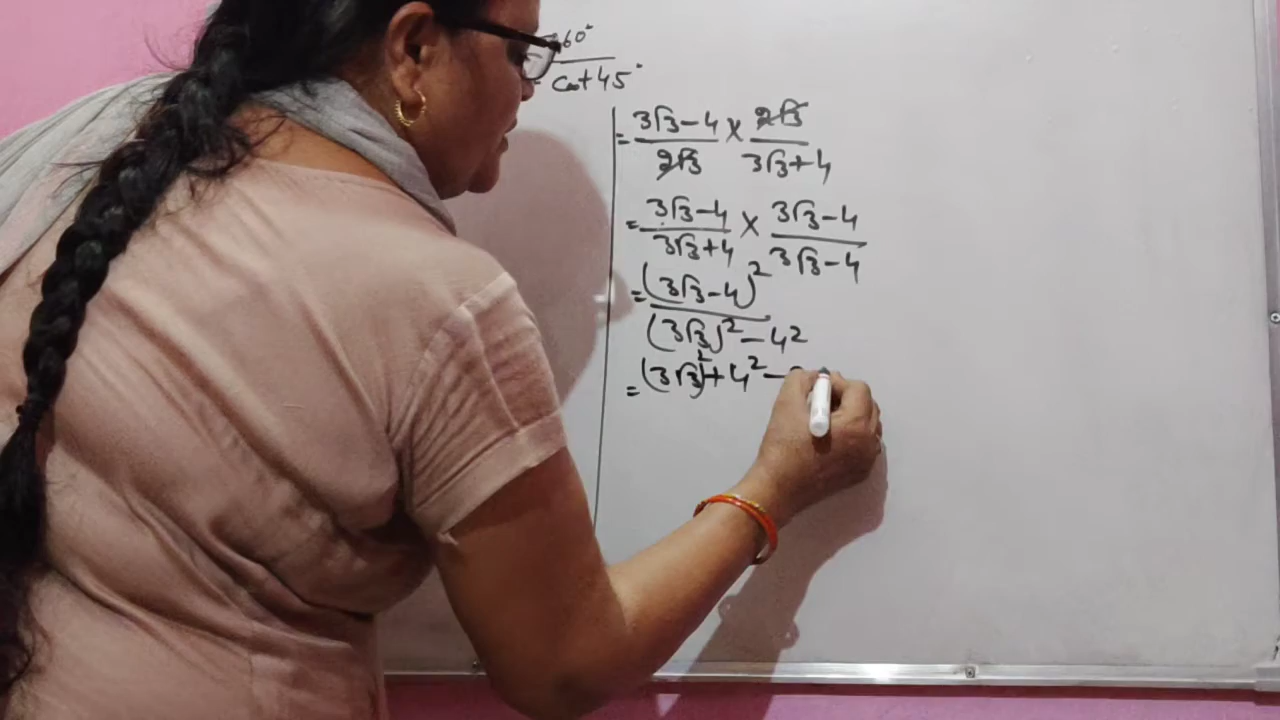 60°
cot 45°
= 3√3 - 4 / 2√3 × 2√3 / 3√3 + 4
= 3√3 - 4 / 3√3 + 4 × 3√3 - 4 / 3√3 - 4
= (3√3 - 4)² / (3√3)² - 4²
= (3√3)² + 4² -